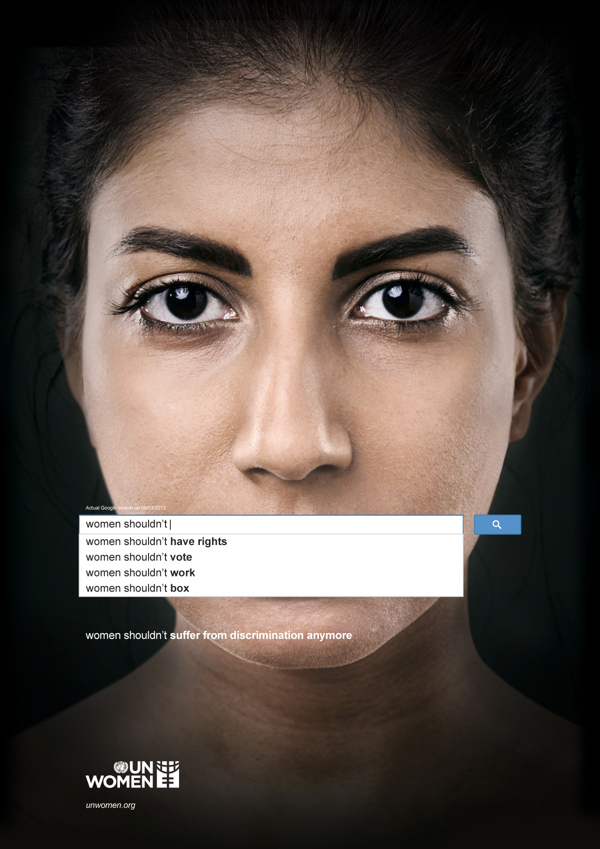 Actual Google search on 09/03/2013
women shouldn't
women shouldn't have rights
women shouldn't vote
women shouldn't work
women shouldn't box
women shouldn't suffer from discrimination anymore
UN
WOMEN
unwomen.org